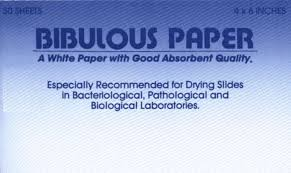 50 SHEETS 4 x 6 INCHES
BIBULOUS PAPER
A White Paper with Good Absorbent Quality.
Especially Recommended for Drying Slides
in Bacteriological, Pathological and
Biological Laboratories.